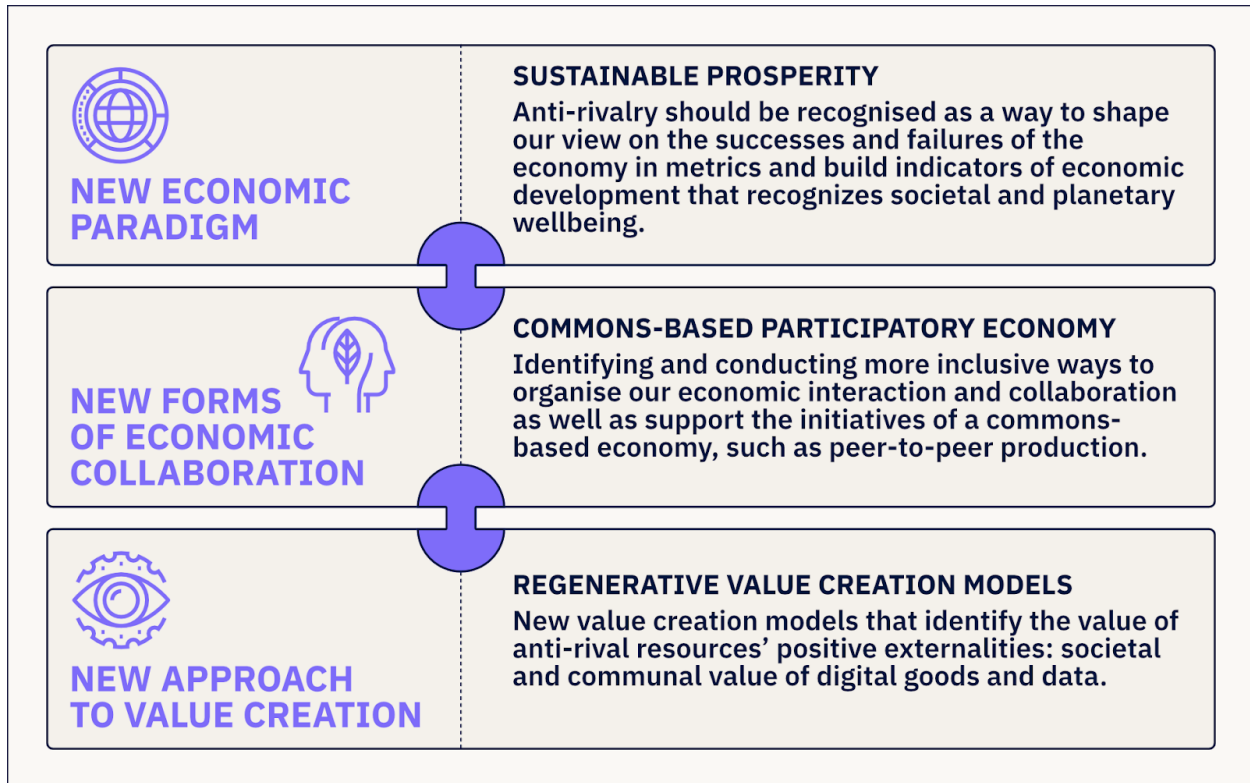 NEW ECONOMIC
PARADIGM
SUSTAINABLE PROSPERITY
Anti-rivalry should be recognised as a way to shape
our view on the successes and failures of the
economy in metrics and build indicators of economic
development that recognizes societal and planetary
wellbeing.
NEW FORMS
OF ECONOMIC
COLLABORATION
COMMONS-BASED PARTICIPATORY ECONOMY
Identifying and conducting more inclusive ways to
organise our economic interaction and collaboration
as well as support the initiatives of a commons-
based economy, such as peer-to-peer production.
NEW APPROACH
TO VALUE CREATION
REGENERATIVE VALUE CREATION MODELS
New value creation models that identify the value of
anti-rival resources’ positive externalities: societal
and communal value of digital goods and data.